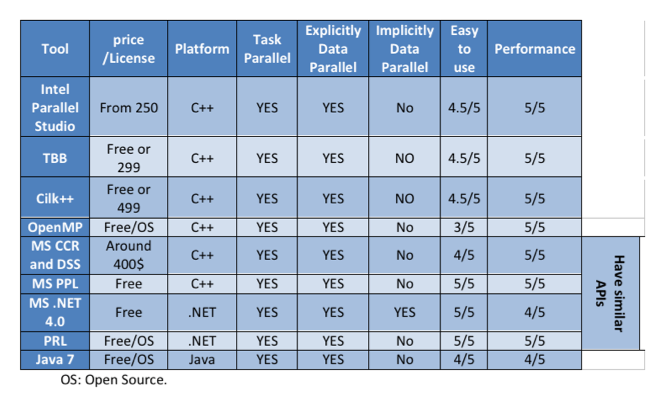 Tool price /License Platform Task Parallel Explicitly Data Parallel Implicitly Data Parallel Easy to use Performance
Intel Parallel Studio From 250 C++ YES YES No 4.5/5 5/5
TBB Free or 299 C++ YES YES NO 4.5/5 5/5
Cilk++ Free or 499 C++ YES YES NO 4.5/5 5/5
OpenMP Free/OS C++ YES YES No 3/5 5/5
MS CCR and DSS Around 400$ C++ YES YES No 4/5 5/5
MS PPL Free C++ YES YES No 5/5 5/5
MS .NET 4.0 Free .NET YES YES YES 5/5 4/5
PRL Free/OS .NET YES YES No 5/5 5/5
Java 7 Free/OS Java YES YES No 4/5 4/5
Have similar APIs
OS: Open Source.